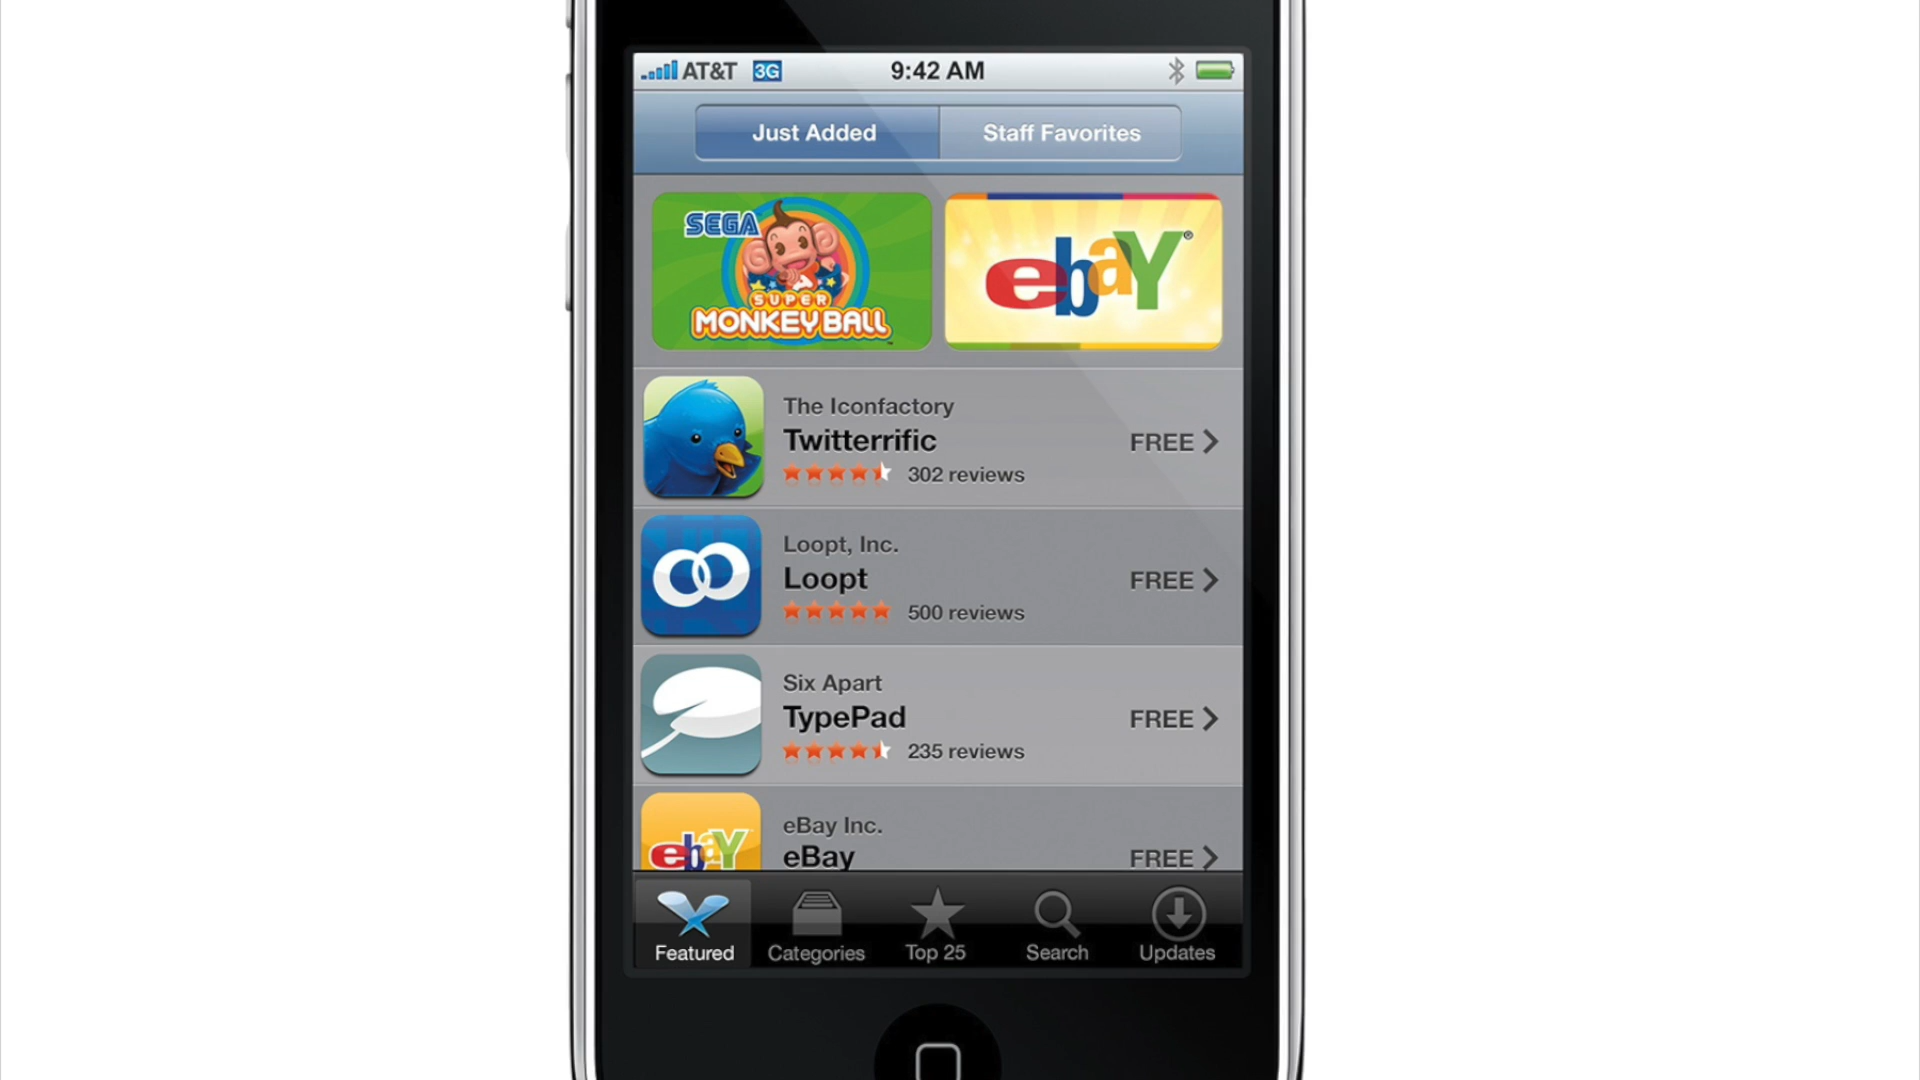 AT&T 3G 9:42 AM
Just Added Staff Favorites
SEGA
SUPER
MONKEY BALL™
ebay®
The Iconfactory
Twitterrific
FREE
302 reviews
Loopt, Inc.
Loopt
FREE
500 reviews
Six Apart
TypePad
FREE
235 reviews
ebay
eBay Inc.
eBay
FREE
Featured Categories Top 25 Search Updates